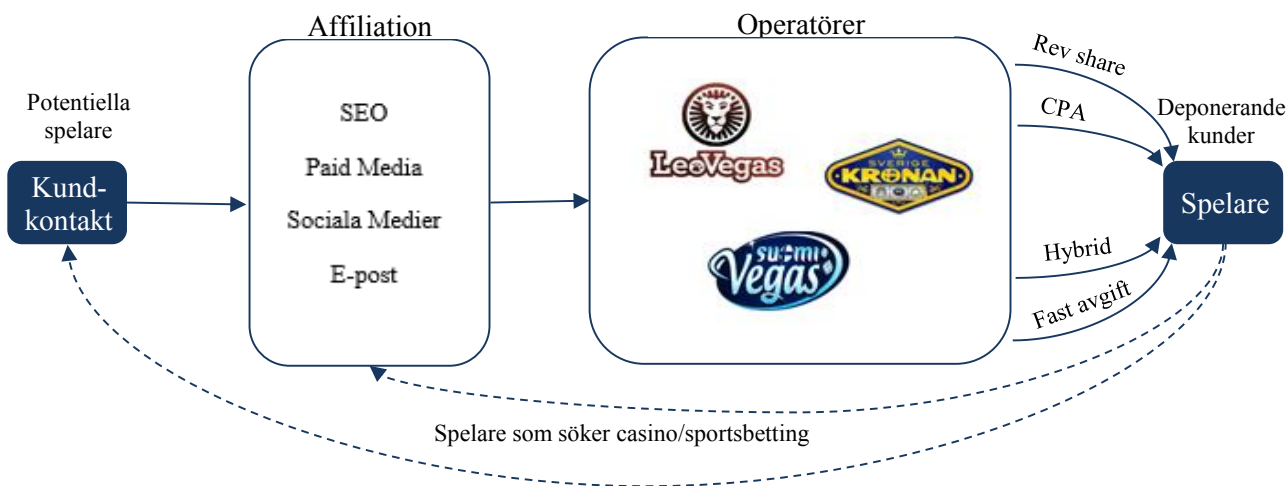 Affiliation
Operatörer
Potentiella
spelare
Kund-
kontakt
SEO
Paid Media
Sociala Medier
E-post
LeoVegas
SVERIGE
KRONAN
suomi
Vegas
Rev share
CPA
Hybrid
Fast avgift
Deponerande
kunder
Spelare
Spelare som söker casino/sportsbetting